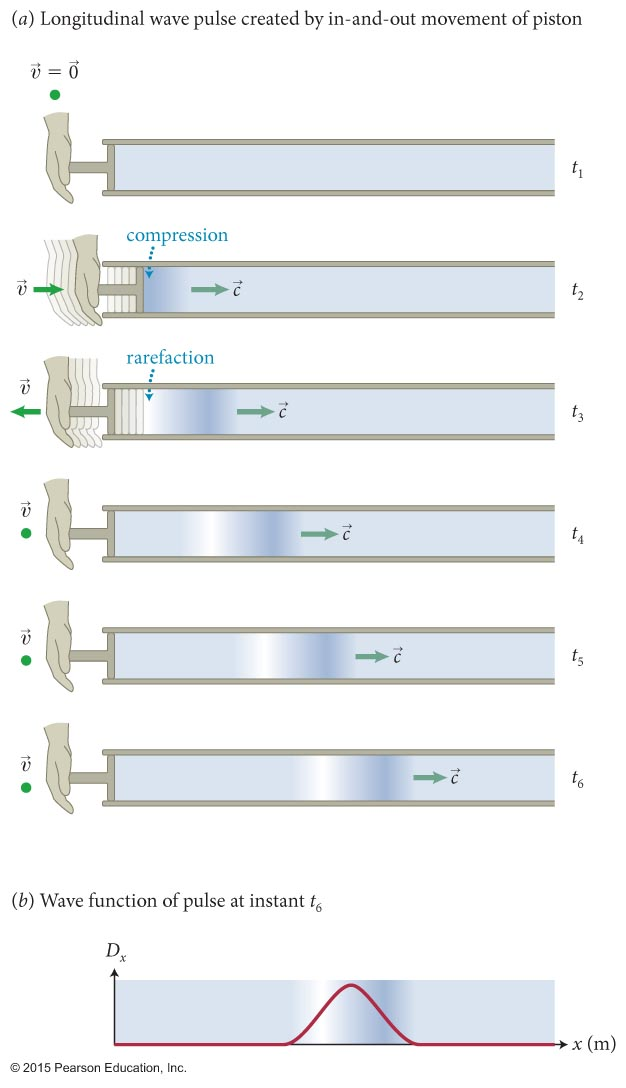 (a) Longitudinal wave pulse created by in-and-out movement of piston
v⃗ = 0⃗
t₁
compression
v⃗
c⃗
t₂
rarefaction
v⃗
c⃗
t₃
v⃗
c⃗
t₄
v⃗
c⃗
t₅
v⃗
c⃗
t₆
(b) Wave function of pulse at instant t₆
Dₓ
x (m)
© 2015 Pearson Education, Inc.